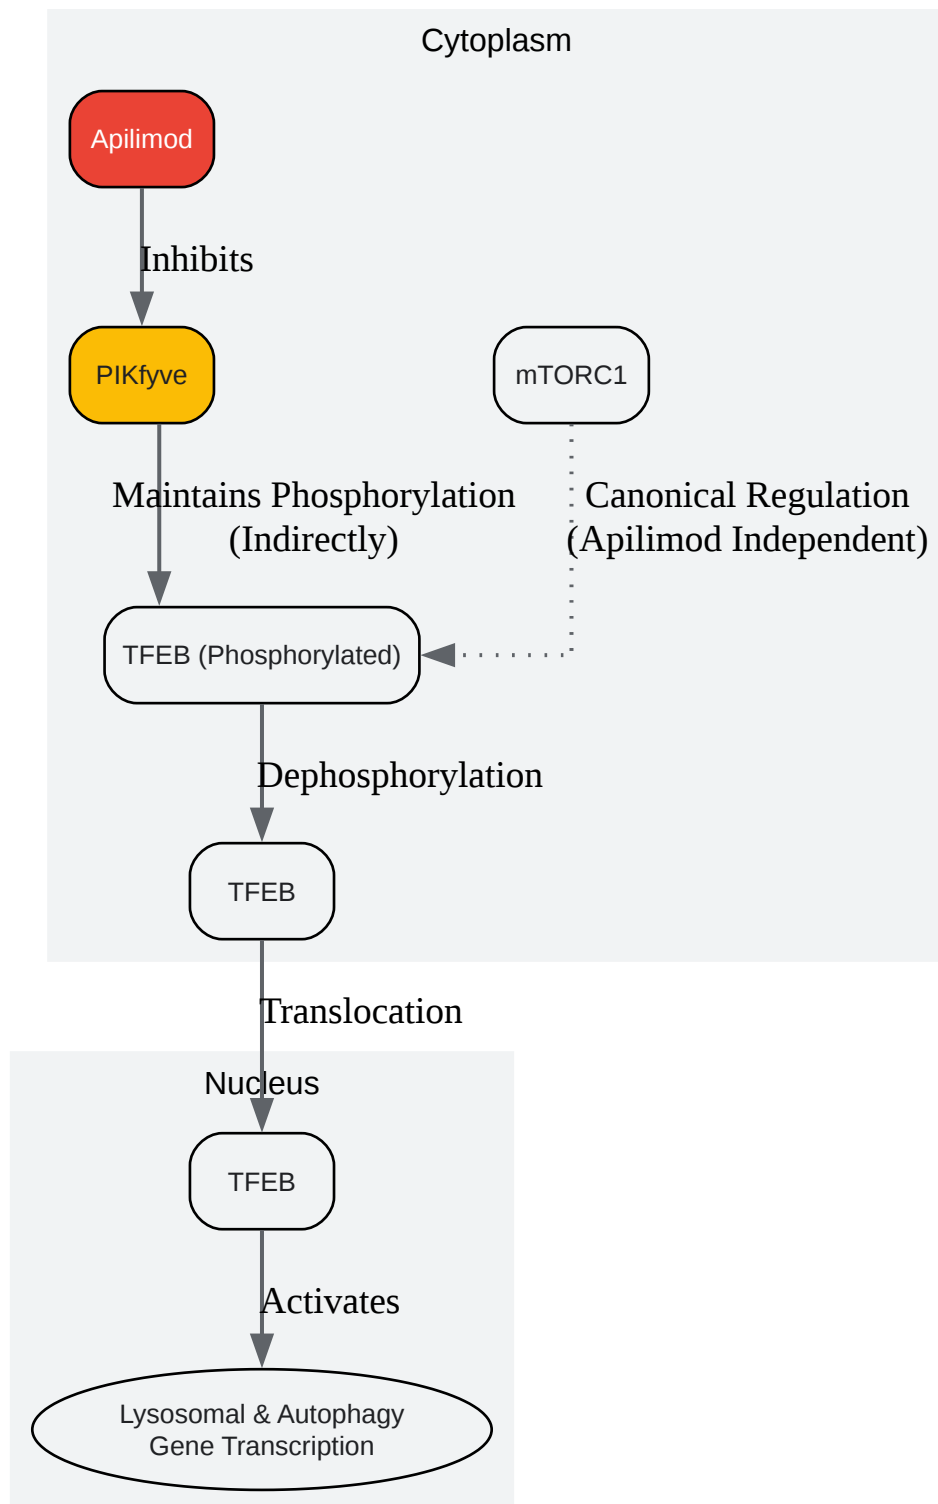 Cytoplasm
Apilimod
Inhibits
PIKfyve
mTORC1
Maintains Phosphorylation
(Indirectly)
Canonical Regulation
(Apilimod Independent)
TFEB (Phosphorylated)
Dephosphorylation
TFEB
Translocation
Nucleus
TFEB
Activates
Lysosomal & Autophagy
Gene Transcription